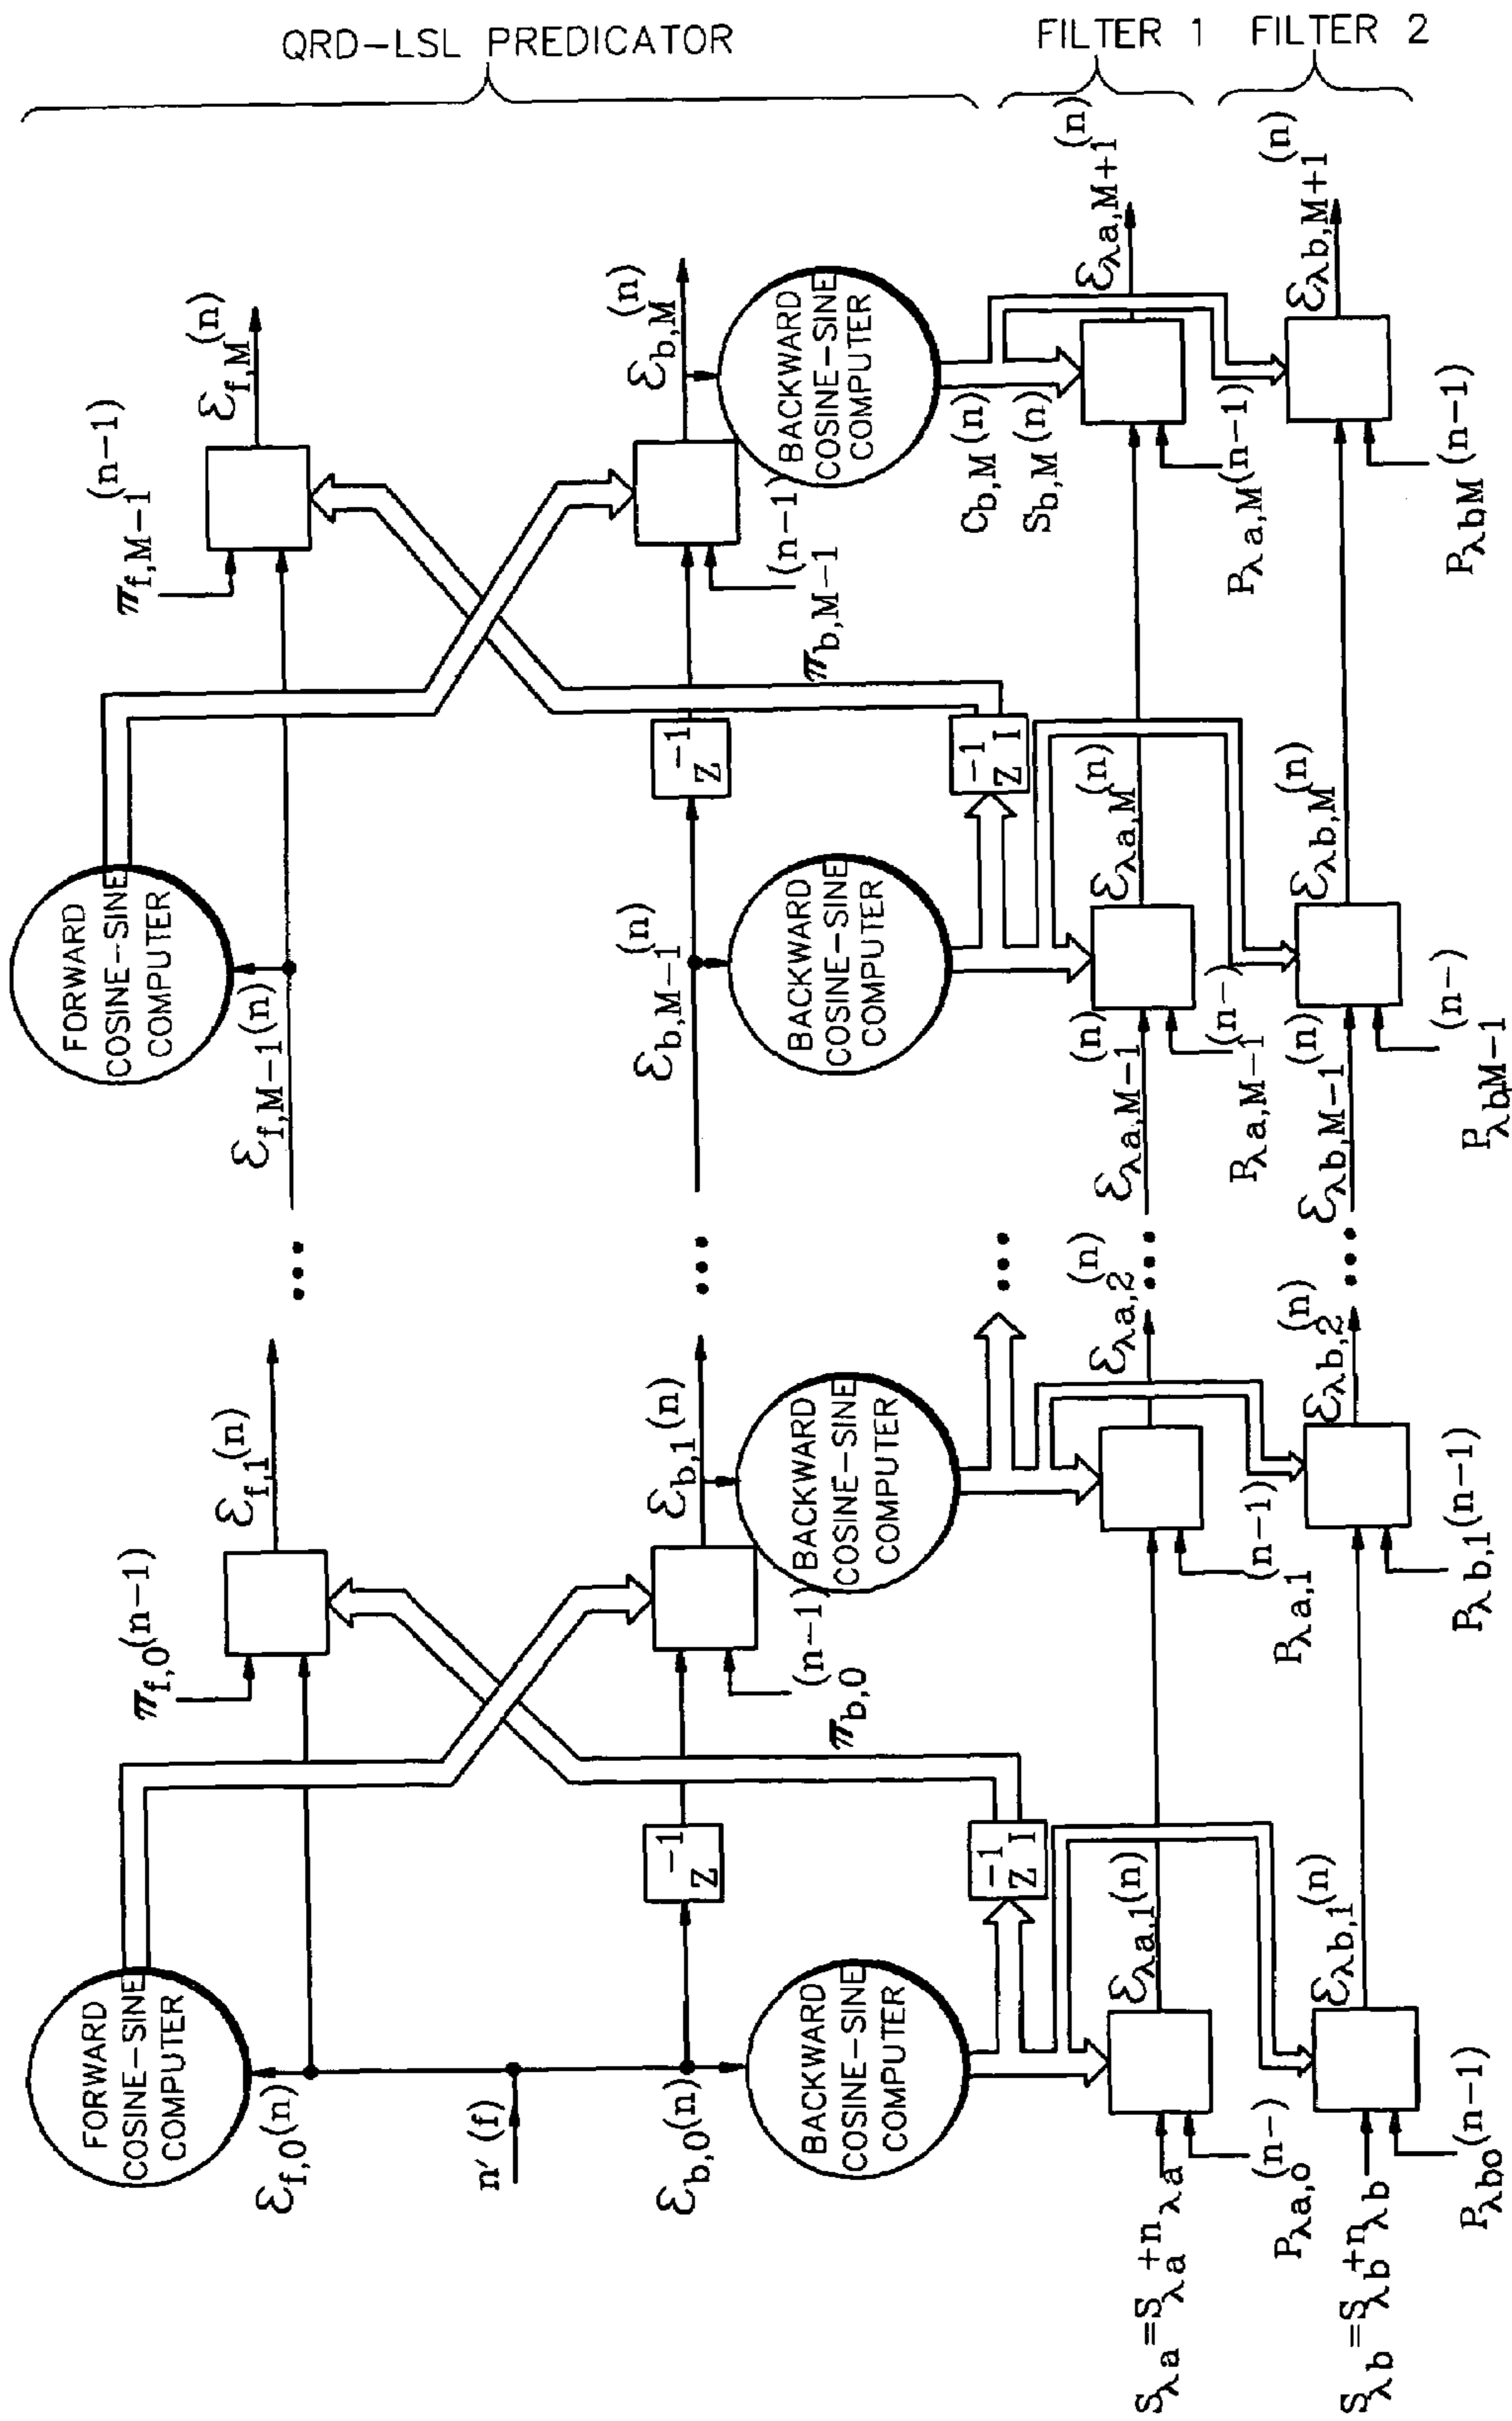 QRD-LSL PREDICATOR
FILTER 1
FILTER 2
π_{f,M-1}(n-1)
ε_{f,M}(n)
ε_{b,M}(n)
(n)
ε_{λa,M+1}
(n)
ε_{λb,M+1}
BACKWARD
COSINE-SINE
COMPUTER
(n-1)
π_{b,M-1}
C_{b,M}(n)
S_{b,M}(n)
P_{λa,M}(n-1)
P_{λbM}(n-1)
Z^{-1}
Z^{-1} I
FORWARD
COSINE-SINE
COMPUTER
ε_{f,M-1}(n)
ε_{b,M-1}(n)
BACKWARD
COSINE-SINE
COMPUTER
ε_{λa,M}(n)
ε_{λb,M}(n)
ε_{λa,M-1}(n)
P_{λa,M-1}(n-)
ε_{λb,M-1}(n)
P_{λbM-1}(n-)
...
...
...
...
...
π_{f,0}(n-1)
ε_{f,1}(n)
ε_{b,1}(n)
(n-1)
π_{b,0}
BACKWARD
COSINE-SINE
COMPUTER
ε_{λa,2}(n)
ε_{λb,2}(n)
(n-1)
P_{λa,1}
P_{λb,1}(n-1)
Z^{-1}
Z^{-1} I
FORWARD
COSINE-SINE
COMPUTER
ε_{f,0}(n)
n'(f)
ε_{b,0}(n)
BACKWARD
COSINE-SINE
COMPUTER
ε_{λa,1}(n)
ε_{λb,1}(n)
S_{λa}=S_{λa}+n_{λa}
P_{λa,o}(n-)
S_{λb}=S_{λb}+n_{λb}
P_{λbo}(n-1)